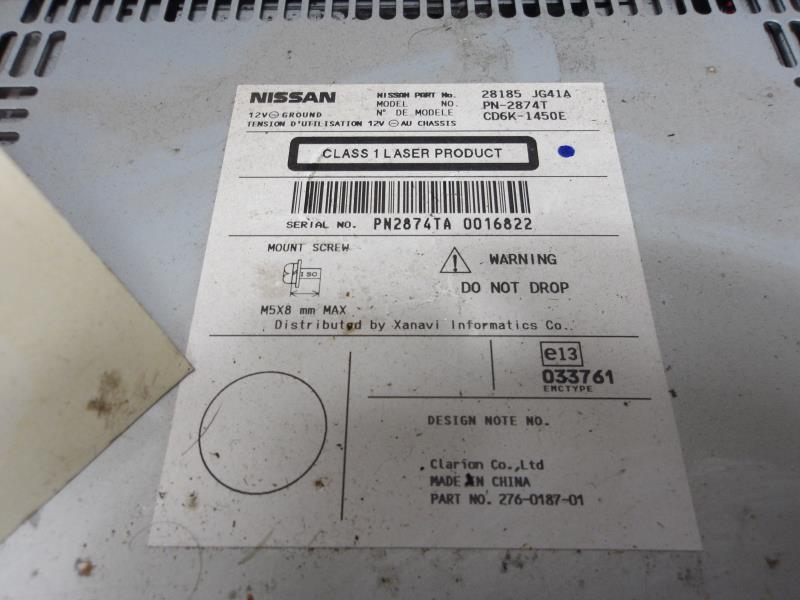 NISSAN
NISSAN PART No. 28185 JG41A
MODEL NO. PN-2874T
12V⊖GROUND N° DE MODELE CD6K-1450E
TENSION D'UTILISATION 12V⊖AU CHASSIS
CLASS 1 LASER PRODUCT
SERIAL NO. PN2874TA 0016822
MOUNT SCREW
ISO
M5X8 mm MAX
WARNING
DO NOT DROP
Distributed by Xanavi Informatics Co.
e13
033761
EMCTYPE
DESIGN NOTE NO.
Clarion Co.,Ltd
MADE IN CHINA
PART NO. 276-0187-01